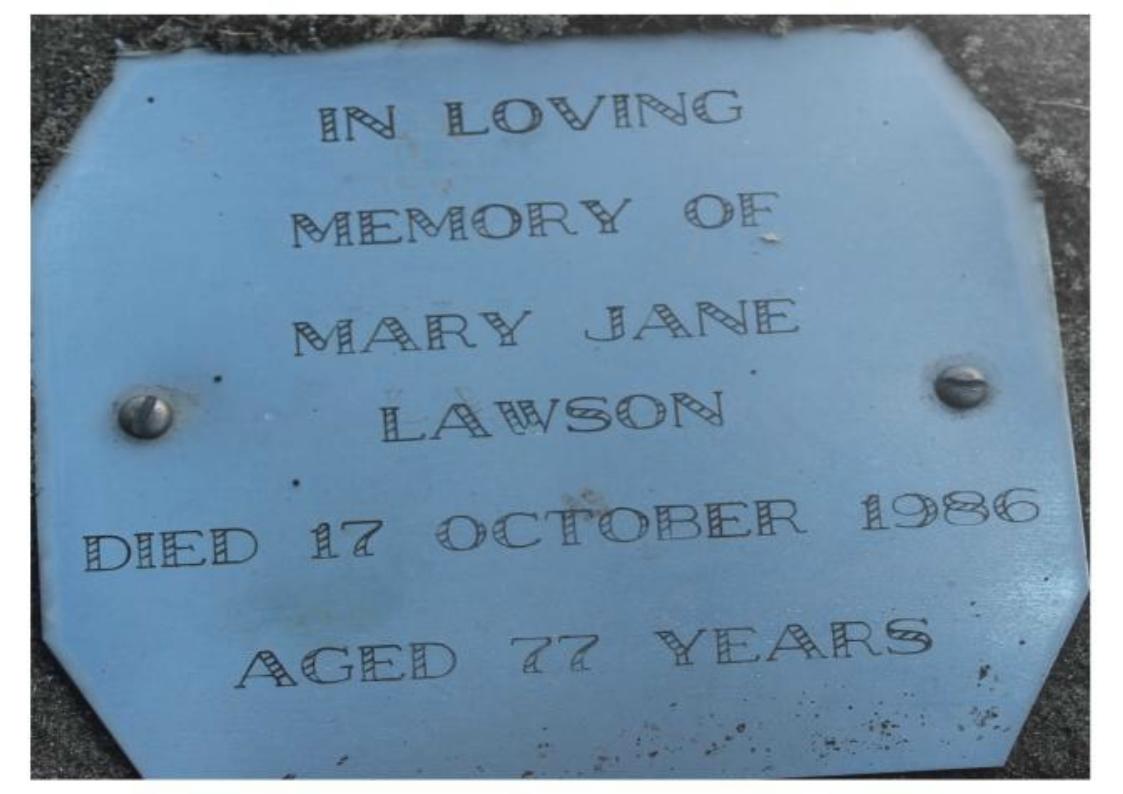 IN LOVING
MEMORY OF
MARY JANE
LAWSON
DIED 17 OCTOBER 1986
AGED 77 YEARS